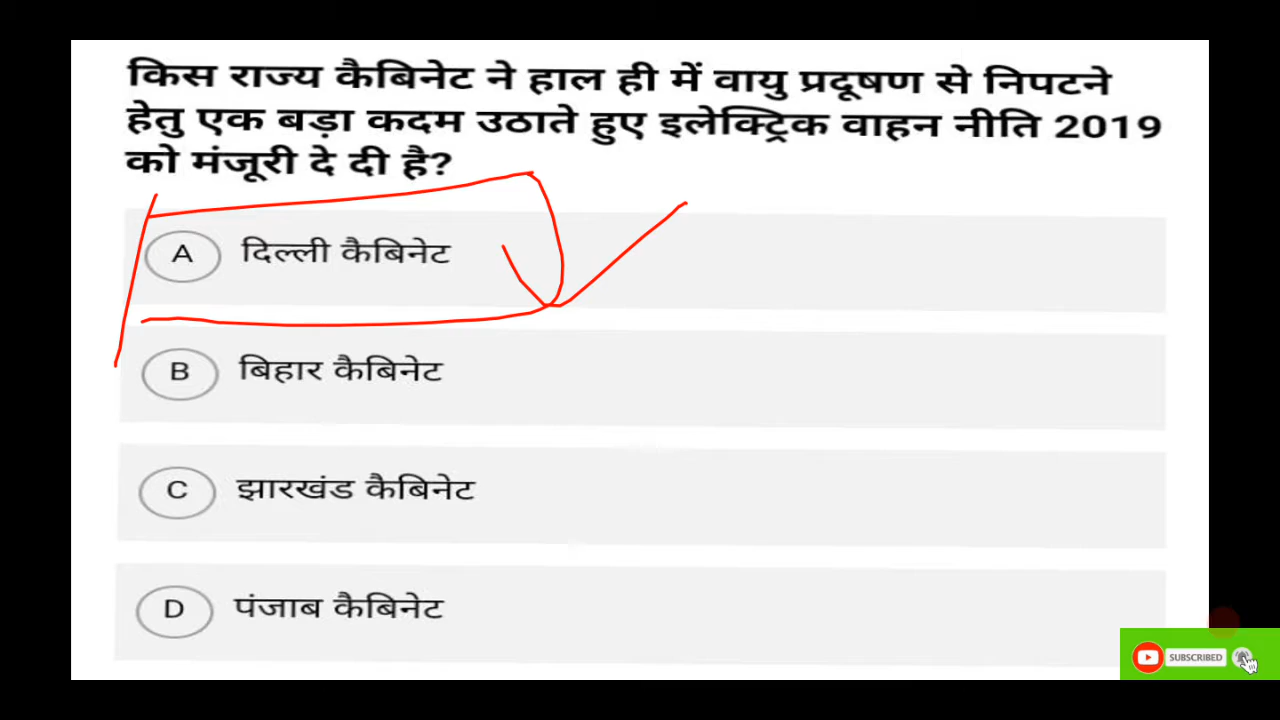 किस राज्य कैबिनेट ने हाल ही में वायु प्रदूषण से निपटने
हेतु एक बड़ा कदम उठाते हुए इलेक्ट्रिक वाहन नीति 2019
को मंजूरी दे दी है?
A दिल्ली कैबिनेट
B बिहार कैबिनेट
C झारखंड कैबिनेट
D पंजाब कैबिनेट
SUBSCRIBED